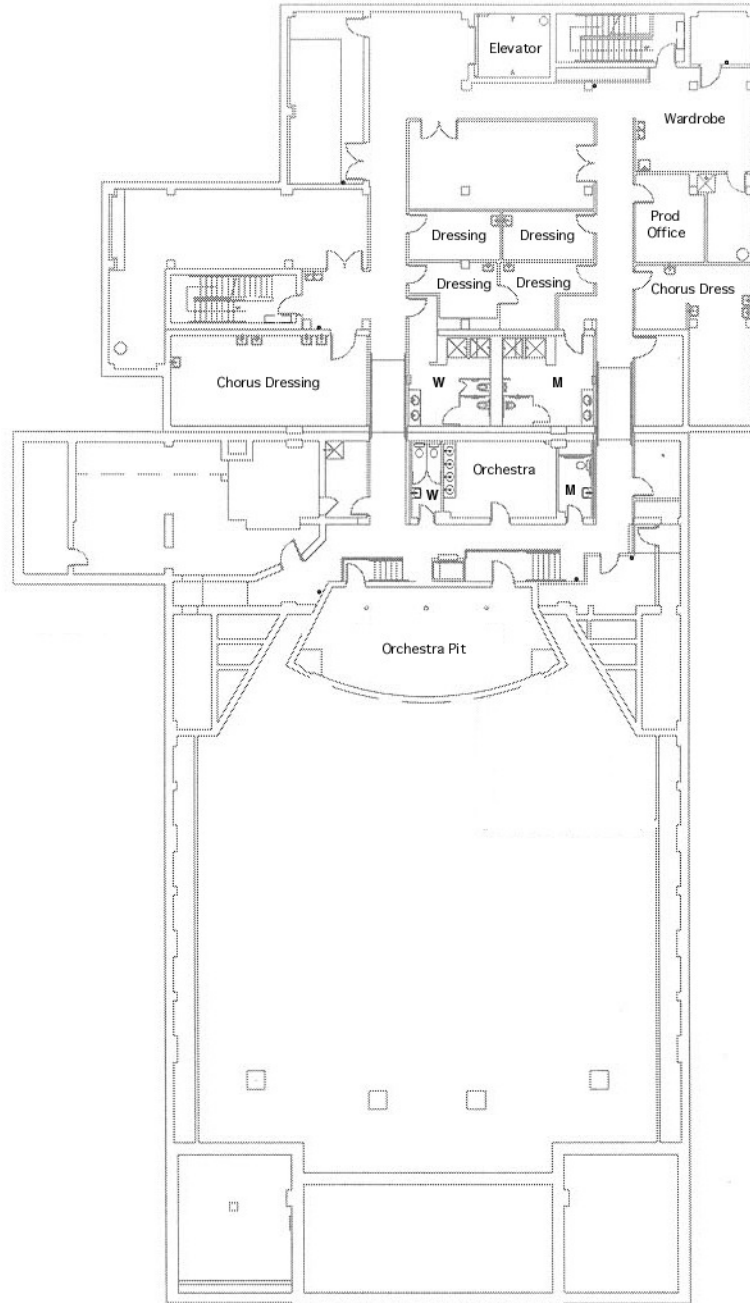 Elevator
Wardrobe
Prod
Office
Dressing
Dressing
Dressing
Dressing
Chorus Dress
Chorus Dressing
W
M
Orchestra
W
M
Orchestra Pit